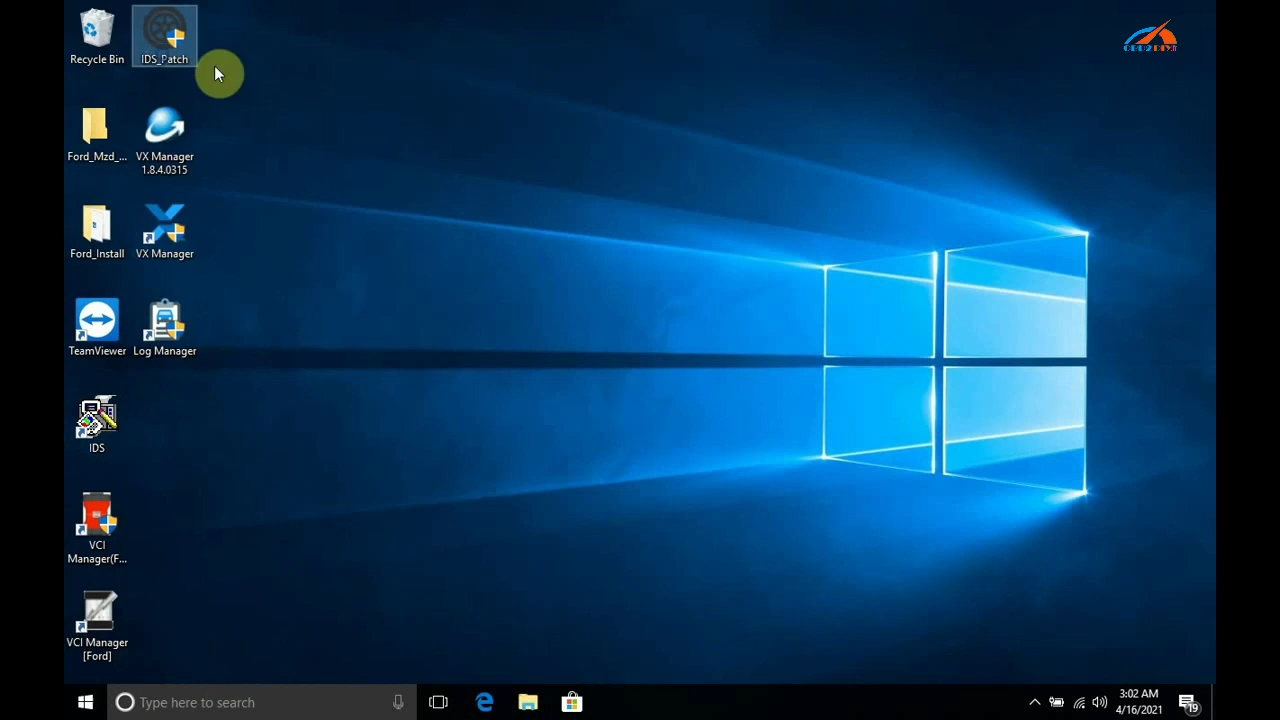 Recycle Bin
IDS_Patch
Ford_Mzd_...
VX Manager
1.8.4.0315
Ford_Install
VX Manager
TeamViewer
Log Manager
IDS
VCI
Manager(F...
VCI Manager
[Ford]
Type here to search
3:02 AM
4/16/2021
19